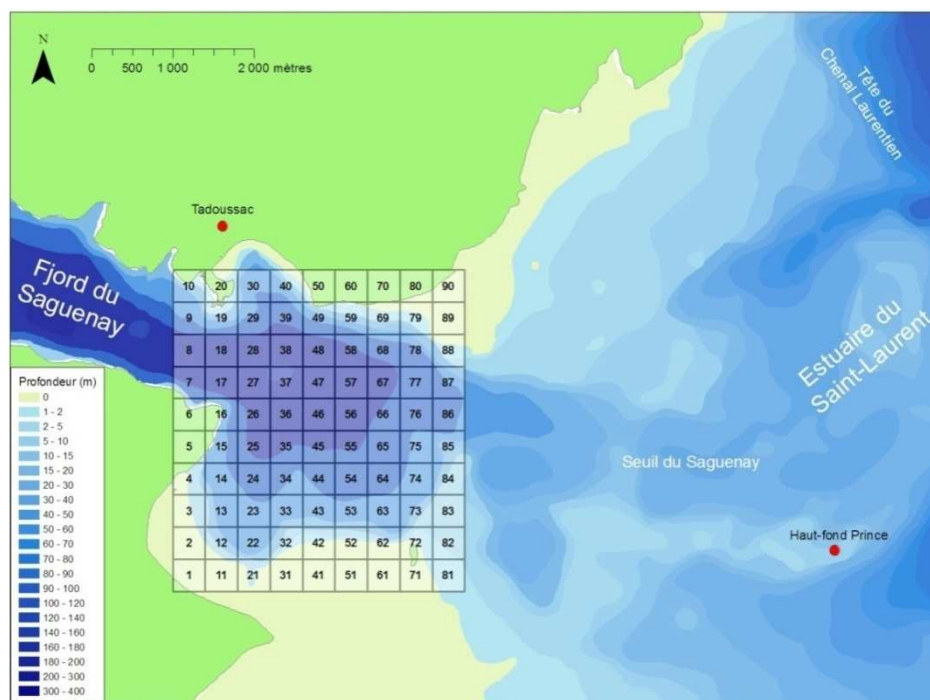 N
0 500 1 000 2 000 mètres
Tête du
Chenal Laurentien
Tadoussac
Fjord du
Saguenay
10 20 30 40 50 60 70 80 90
9 19 29 39 49 59 69 79 89
8 18 28 38 48 58 68 78 88
7 17 27 37 47 57 67 77 87
6 16 26 36 46 56 66 76 86
5 15 25 35 45 55 65 75 85
4 14 24 34 44 54 64 74 84
3 13 23 33 43 53 63 73 83
2 12 22 32 42 52 62 72 82
1 11 21 31 41 51 61 71 81
Estuaire du
Saint-Laurent
Seuil du Saguenay
Haut-fond Prince
Profondeur (m)
0
1 - 2
2 - 5
5 - 10
10 - 15
15 - 20
20 - 30
30 - 40
40 - 50
50 - 60
60 - 70
70 - 80
80 - 90
90 - 100
100 - 120
120 - 140
140 - 160
160 - 180
180 - 200
200 - 300
300 - 400